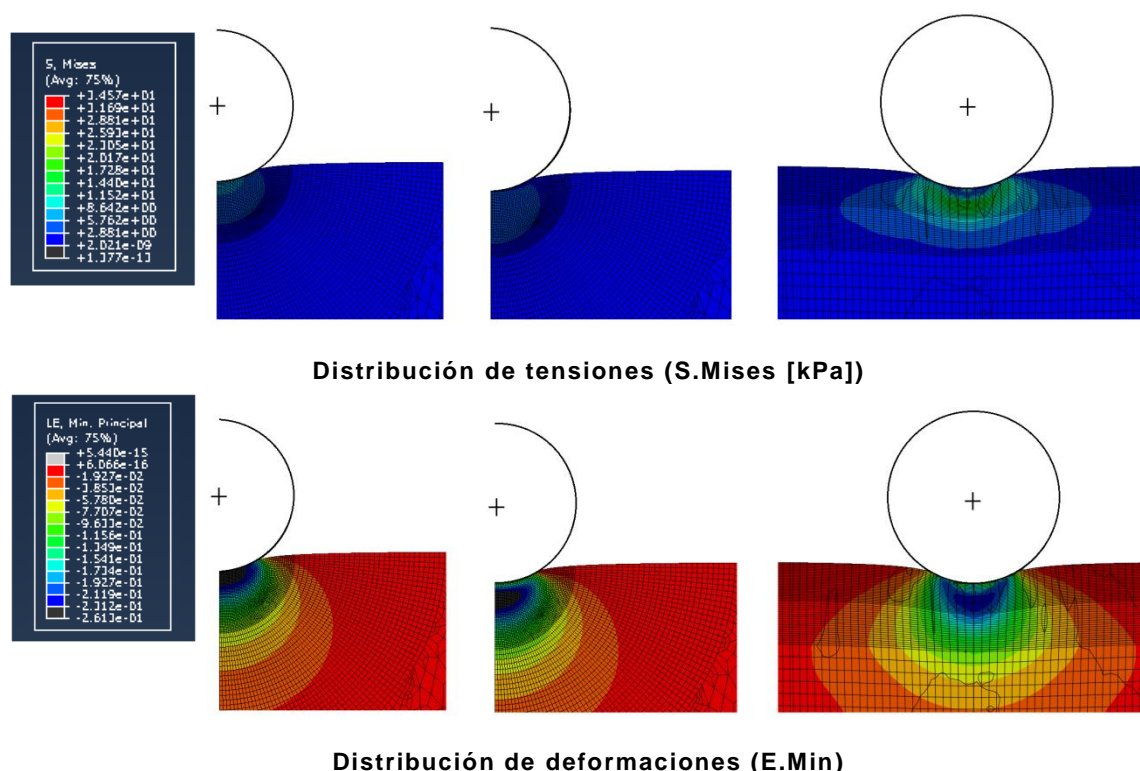 S, Mises
(Avg: 75%)
+3.457e+01
+3.169e+01
+2.881e+01
+2.593e+01
+2.305e+01
+2.017e+01
+1.728e+01
+1.440e+01
+1.152e+01
+8.642e+00
+5.762e+00
+2.881e+00
+2.021e-09
+1.377e-13
Distribución de tensiones (S.Mises [kPa])
LE, Min. Principal
(Avg: 75%)
+5.440e-15
+6.066e-16
-1.927e-02
-3.853e-02
-5.780e-02
-7.707e-02
-9.633e-02
-1.156e-01
-1.349e-01
-1.541e-01
-1.734e-01
-1.927e-01
-2.119e-01
-2.312e-01
-2.613e-01
Distribución de deformaciones (E.Min)